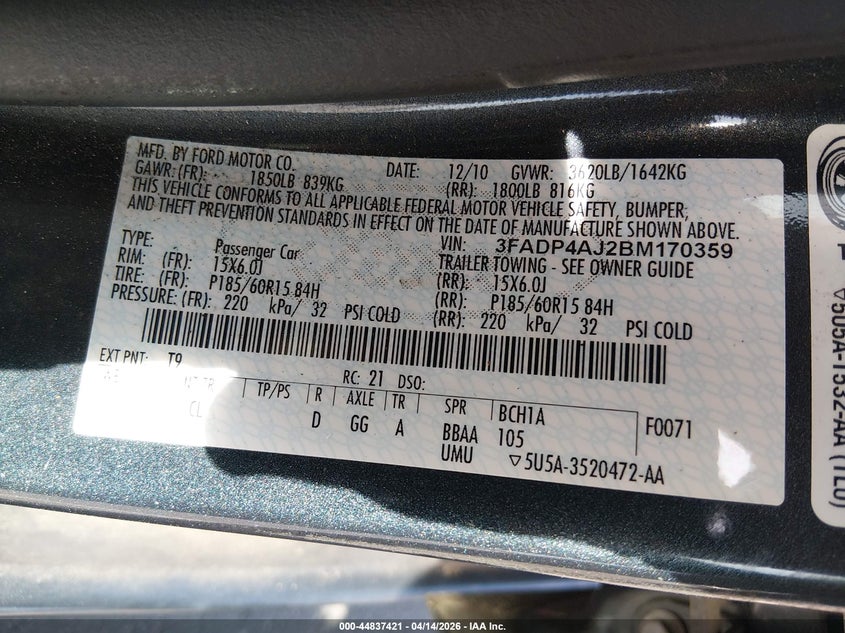 MFD. BY FORD MOTOR CO. DATE: 12/10 GVWR: 3620LB/1642KG
GAWR: (FR): 1850LB 839KG (RR): 1800LB 816KG
THIS VEHICLE CONFORMS TO ALL APPLICABLE FEDERAL MOTOR VEHICLE SAFETY, BUMPER,
AND THEFT PREVENTION STANDARDS IN EFFECT ON THE DATE OF MANUFACTURE SHOWN ABOVE.
VIN: 3FADP4AJ2BM170359
TYPE: Passenger Car TRAILER TOWING - SEE OWNER GUIDE
RIM: (FR): 15X6.0J (RR): 15X6.0J
TIRE: (FR): P185/60R15 84H (RR): P185/60R15 84H
PRESSURE: (FR): 220 kPa/ 32 PSI COLD (RR): 220 kPa/ 32 PSI COLD
EXT PNT: T9 RC: 21 DSO:
TP/PS R AXLE TR SPR BCH1A F0071
CL D GG A BBAA 105
UMU ▽5U5A-3520472-AA
▽5U5A-1532-AA (TLU)
000-44837421 | 04/14/2026 - IAA Inc.